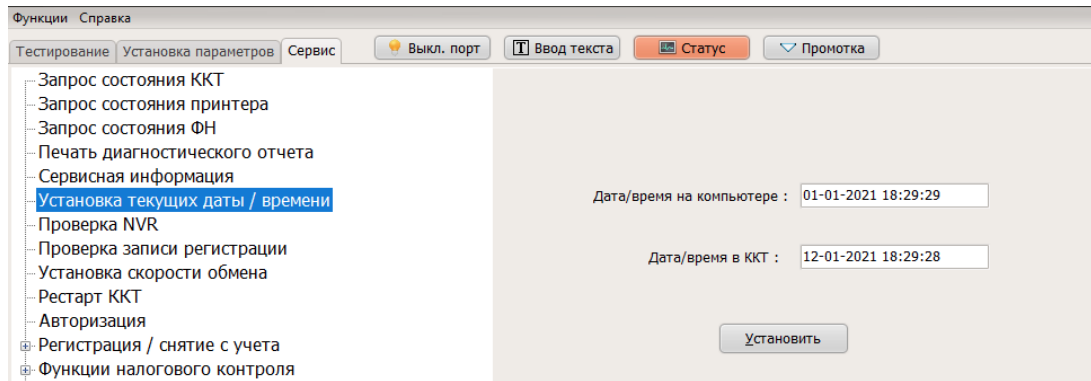 Функции Справка
Тестирование Установка параметров Сервис Выкл. порт Ввод текста Статус Промотка
Запрос состояния ККТ
Запрос состояния принтера
Запрос состояния ФН
Печать диагностического отчета
Сервисная информация
Установка текущих даты / времени
Проверка NVR
Проверка записи регистрации
Установка скорости обмена
Рестарт ККТ
Авторизация
Регистрация / снятие с учета
Функции налогового контроля
Дата/время на компьютере : 01-01-2021 18:29:29
Дата/время в ККТ : 12-01-2021 18:29:28
Установить